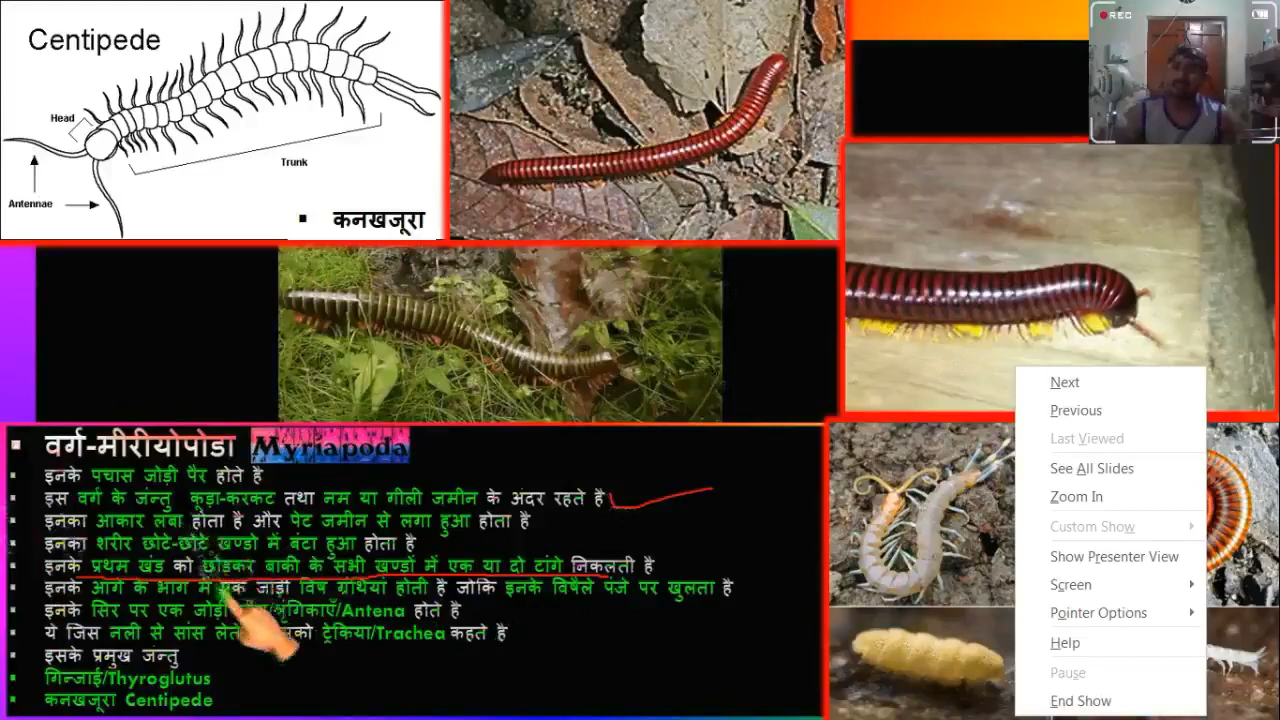 Centipede
Head
Trunk
Antennae
▪ कनखजूरा
REC
▪ वर्ग-मीरीयोपोडा Myriapoda
▪ इनके पचास जोड़ी पैर होते है
▪ इस वर्ग के जंन्तु कूड़ा-करकट तथा नम या गीली जमीन के अंदर रहते है
▪ इनका आकार लंबा होता है और पेट जमीन से लगा हुआ होता है
▪ इनका शरीर छोटे-छोटे खण्डो में बंटा हुआ होता है
▪ इनके प्रथम खंड को छोड़कर बाकी के सभी खण्डों में एक या दो टांगे निकलती है
▪ इनके आगे के भाग में एक जोड़ी विष ग्रंथियां होती है जोकि इनके विषैले पंजे पर खुलता है
▪ इनके सिर पर एक जोड़ी श्रृंगिकाएँ/Antena होते है
▪ ये जिस नली से सांस लेते ट्रेकिया/Trachea कहते है
▪ इसके प्रमुख जंन्तु
▪ गिन्जाई/Thyroglutus
▪ कनखजूरा Centipede
Next
Previous
Last Viewed
See All Slides
Zoom In
Custom Show
Show Presenter View
Screen
Pointer Options
Help
Pause
End Show